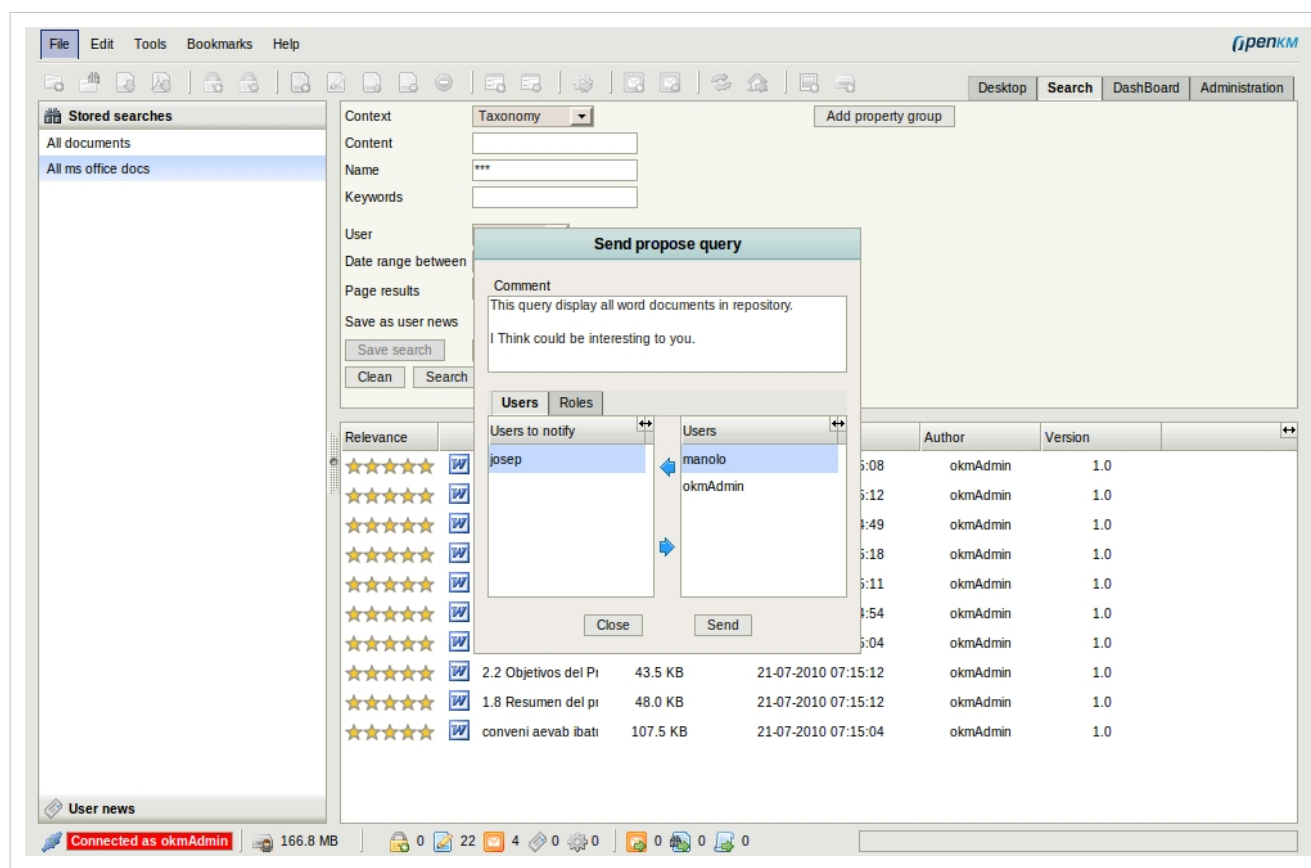 File Edit Tools Bookmarks Help
OpenKM
Desktop Search DashBoard Administration
Stored searches
All documents
All ms office docs
User news
Context Taxonomy Add property group
Content
Name ***
Keywords
User
Date range between
Page results
Save as user news
Save search
Clean Search
Send propose query
Comment
This query display all word documents in repository.
I Think could be interesting to you.
Users Roles
Users to notify Users
josep manolo
okmAdmin
Close Send
Relevance Author Version
5:08 okmAdmin 1.0
5:12 okmAdmin 1.0
4:49 okmAdmin 1.0
5:18 okmAdmin 1.0
5:11 okmAdmin 1.0
4:54 okmAdmin 1.0
5:04 okmAdmin 1.0
2.2 Objetivos del Pr 43.5 KB 21-07-2010 07:15:12 okmAdmin 1.0
1.8 Resumen del pr 48.0 KB 21-07-2010 07:15:12 okmAdmin 1.0
conveni aevab ibat 107.5 KB 21-07-2010 07:15:04 okmAdmin 1.0
Connected as okmAdmin 166.8 MB 0 22 4 0 0 0 0 0